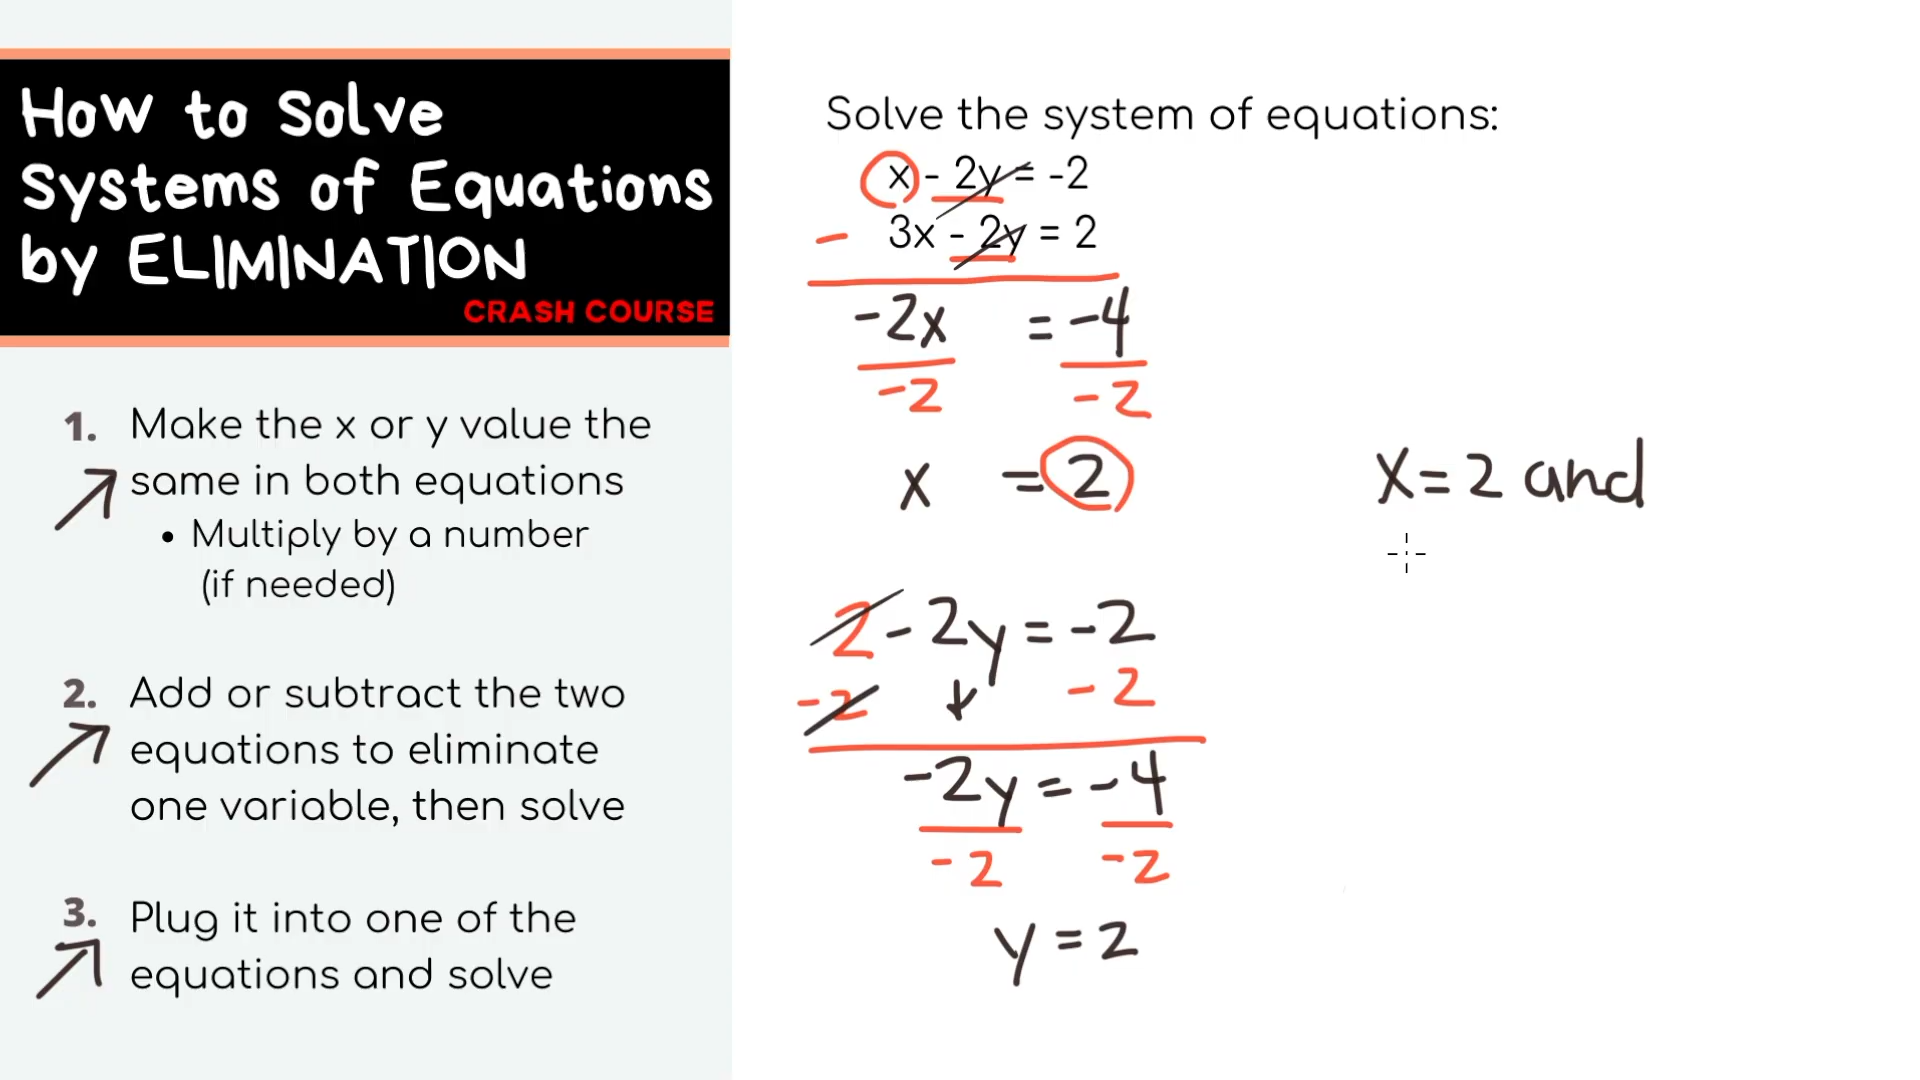 How to Solve
Systems of Equations
by ELIMINATION
CRASH COURSE
1. Make the x or y value the
same in both equations
• Multiply by a number
(if needed)
2. Add or subtract the two
equations to eliminate
one variable, then solve
3. Plug it into one of the
equations and solve
Solve the system of equations:
x - 2y = -2
- 3x - 2y = 2
-2x = -4
-2 -2
x = 2
2 - 2y = -2
-2 -2
-2y = -4
-2 -2
y = 2
x = 2 and